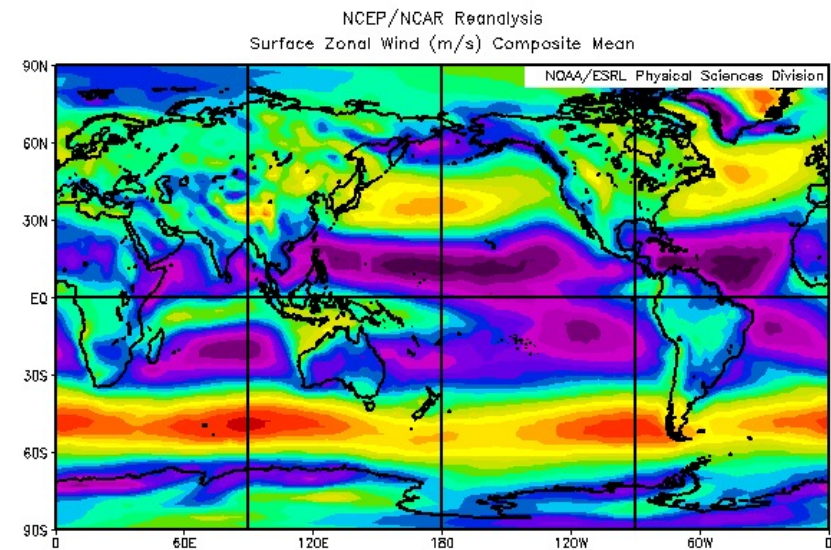 NCEP/NCAR Reanalysis
Surface Zonal Wind (m/s) Composite Mean
NOAA/ESRL Physical Sciences Division
90N
60N
30N
EQ
30S
60S
90S
0 60E 120E 180 120W 60W 0